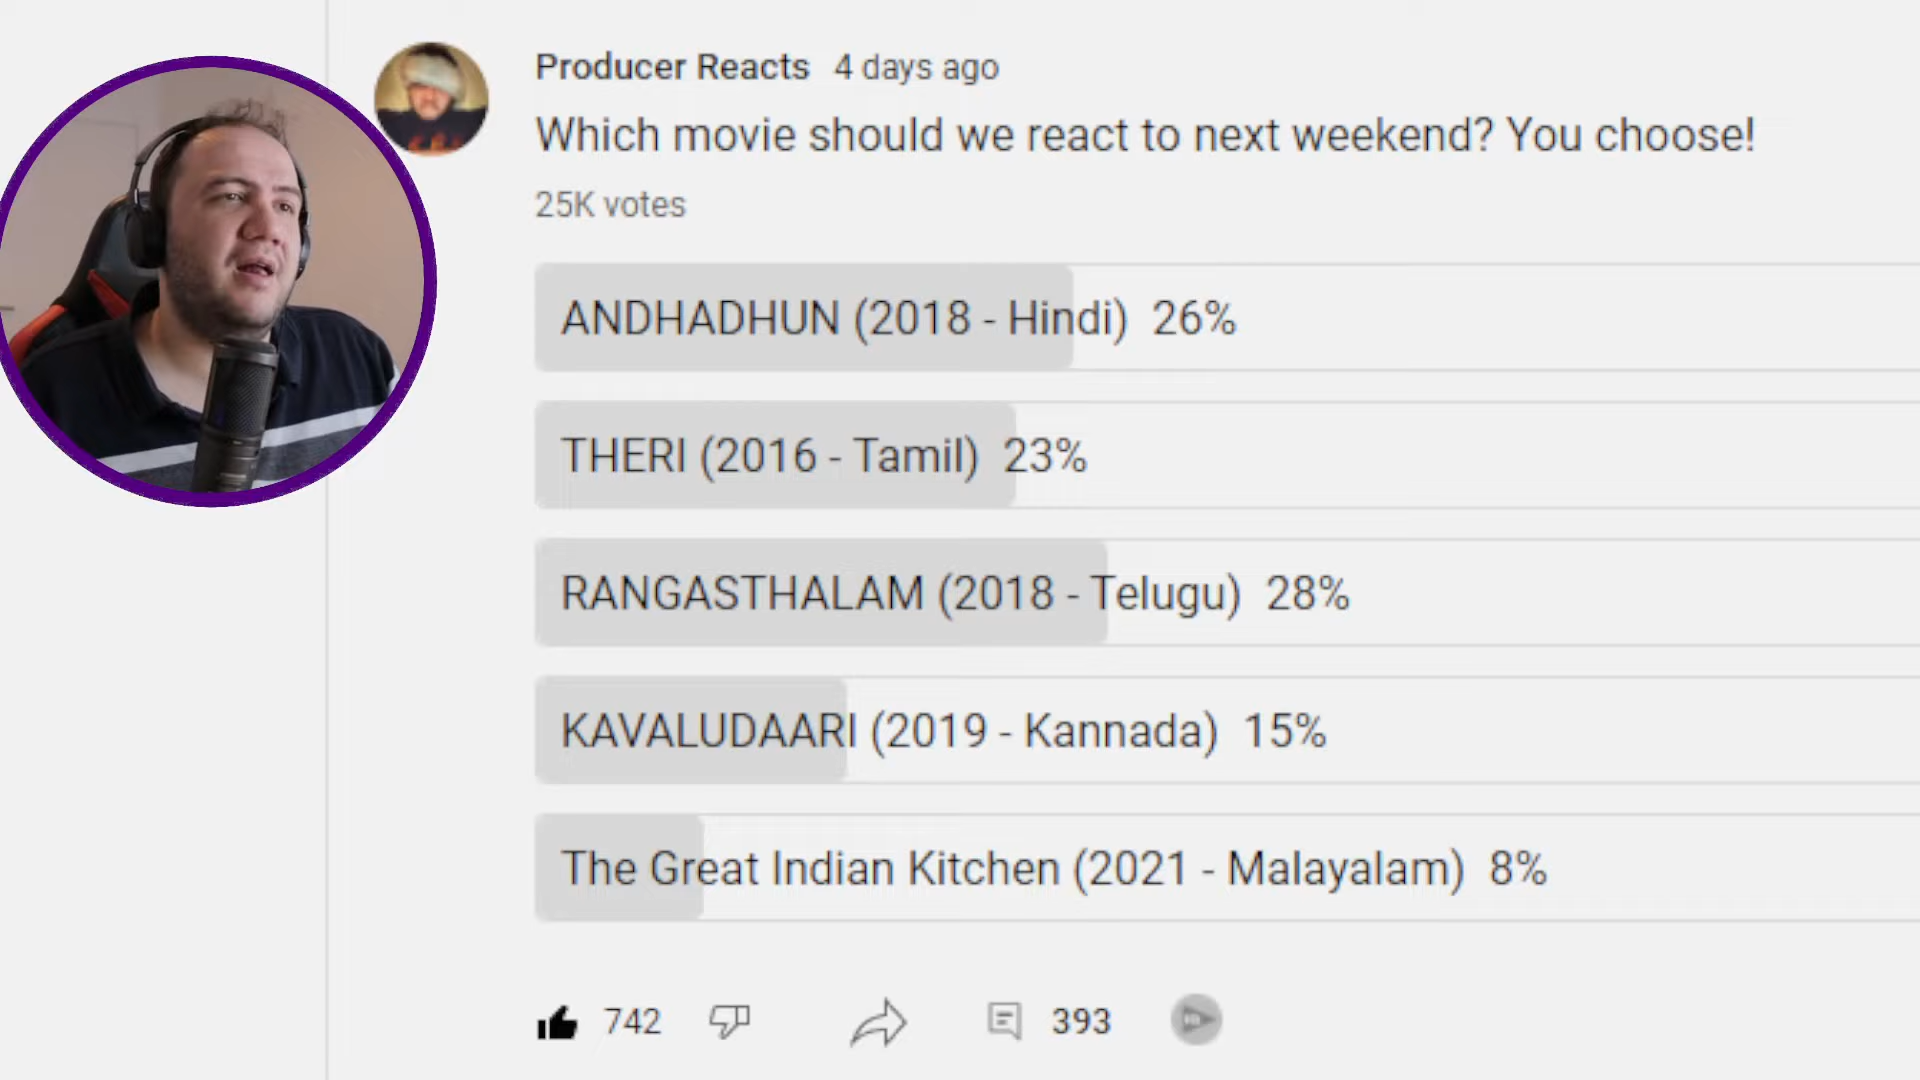 Producer Reacts 4 days ago
Which movie should we react to next weekend? You choose!
25K votes
ANDHADHUN (2018 - Hindi) 26%
THERI (2016 - Tamil) 23%
RANGASTHALAM (2018 - Telugu) 28%
KAVALUDAARI (2019 - Kannada) 15%
The Great Indian Kitchen (2021 - Malayalam) 8%
742 393